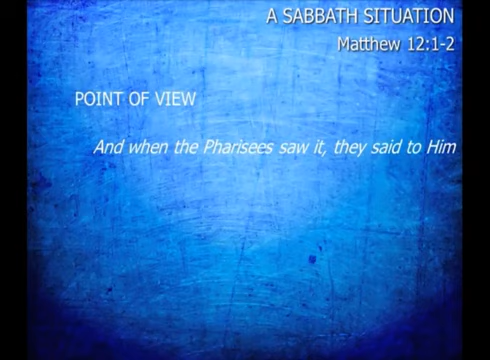 A SABBATH SITUATION
Matthew 12:1-2
POINT OF VIEW
And when the Pharisees saw it, they said to Him